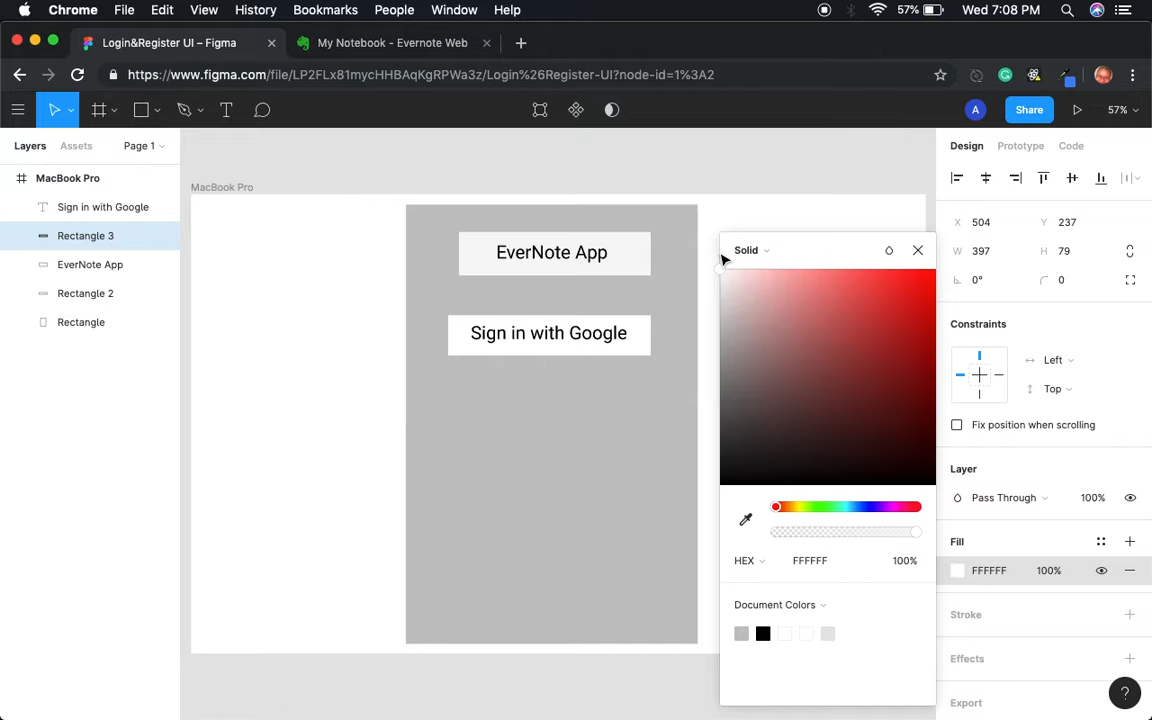 Chrome File Edit View History Bookmarks People Window Help 57% Wed 7:08 PM
Login&Register UI – Figma My Notebook - Evernote Web
https://www.figma.com/file/LP2FLx81mycHHBAqKgRPWa3z/Login%26Register-UI?node-id=1%3A2
A Share 57%
Layers Assets Page 1
Design Prototype Code
MacBook Pro
MacBook Pro
Sign in with Google
Rectangle 3
EverNote App
Rectangle 2
Rectangle
EverNote App
Sign in with Google
Solid
HEX FFFFFF 100%
Document Colors
X 504 Y 237
W 397 H 79
0° 0
Constraints
Left
Top
Fix position when scrolling
Layer
Pass Through 100%
Fill
FFFFFF 100%
Stroke
Effects
Export
?